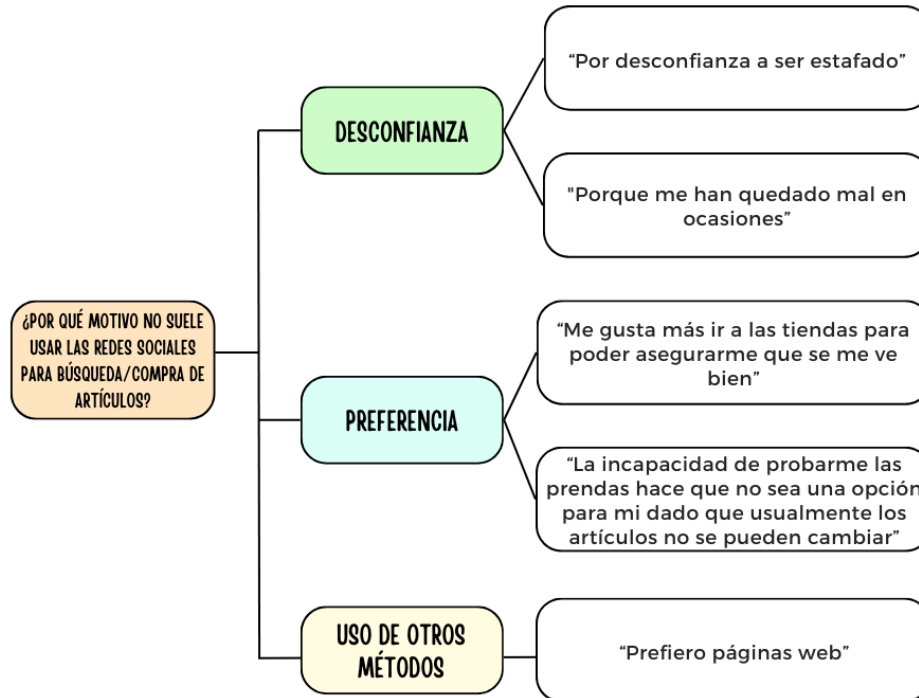 ¿POR QUÉ MOTIVO NO SUELE
USAR LAS REDES SOCIALES
PARA BÚSQUEDA/COMPRA DE
ARTÍCULOS?
DESCONFIANZA
“Por desconfianza a ser estafado”
"Porque me han quedado mal en
ocasiones”
PREFERENCIA
“Me gusta más ir a las tiendas para
poder asegurarme que se me ve
bien”
“La incapacidad de probarme las
prendas hace que no sea una opción
para mi dado que usualmente los
artículos no se pueden cambiar”
USO DE OTROS
MÉTODOS
“Prefiero páginas web”